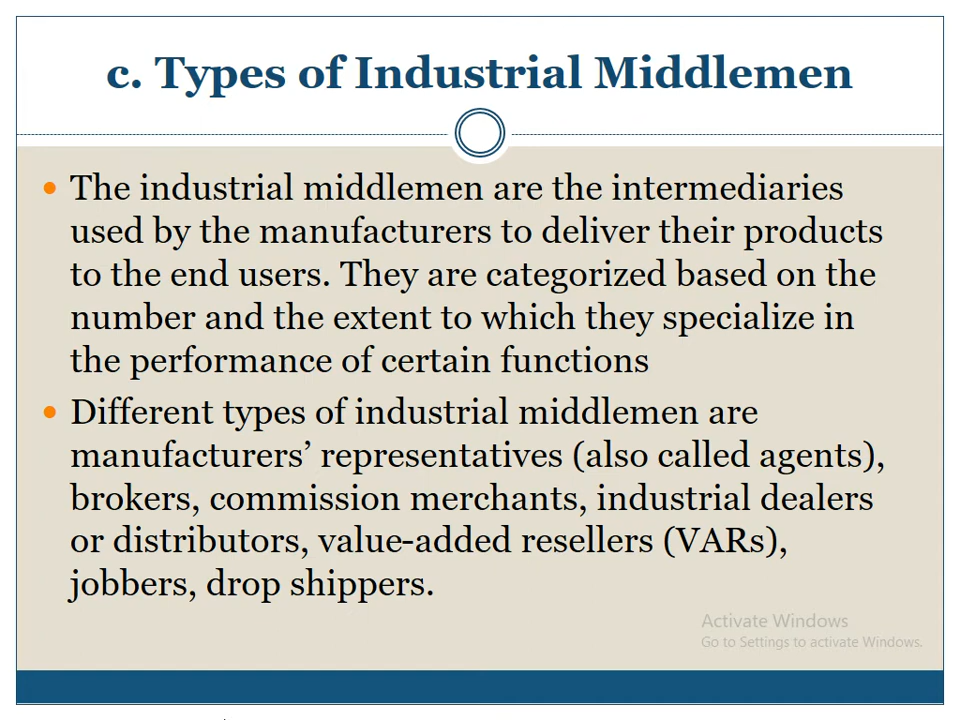 c. Types of Industrial Middlemen
The industrial middlemen are the intermediaries
used by the manufacturers to deliver their products
to the end users. They are categorized based on the
number and the extent to which they specialize in
the performance of certain functions
Different types of industrial middlemen are
manufacturers’ representatives (also called agents),
brokers, commission merchants, industrial dealers
or distributors, value-added resellers (VARs),
jobbers, drop shippers.
Activate Windows
Go to Settings to activate Windows.